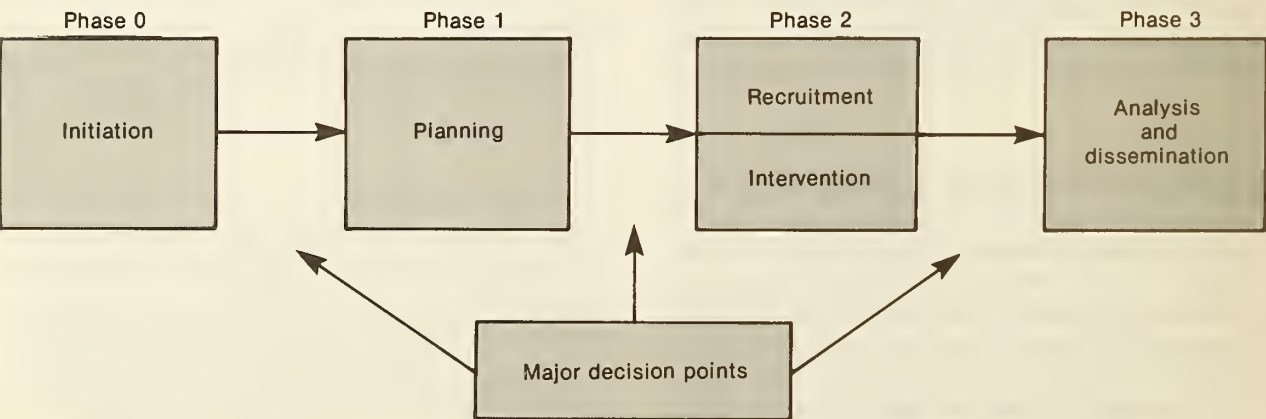 Phase 0
Phase 1
Phase 2
Phase 3
Initiation
Planning
Recruitment
Intervention
Analysis
and
dissemination
Major decision points